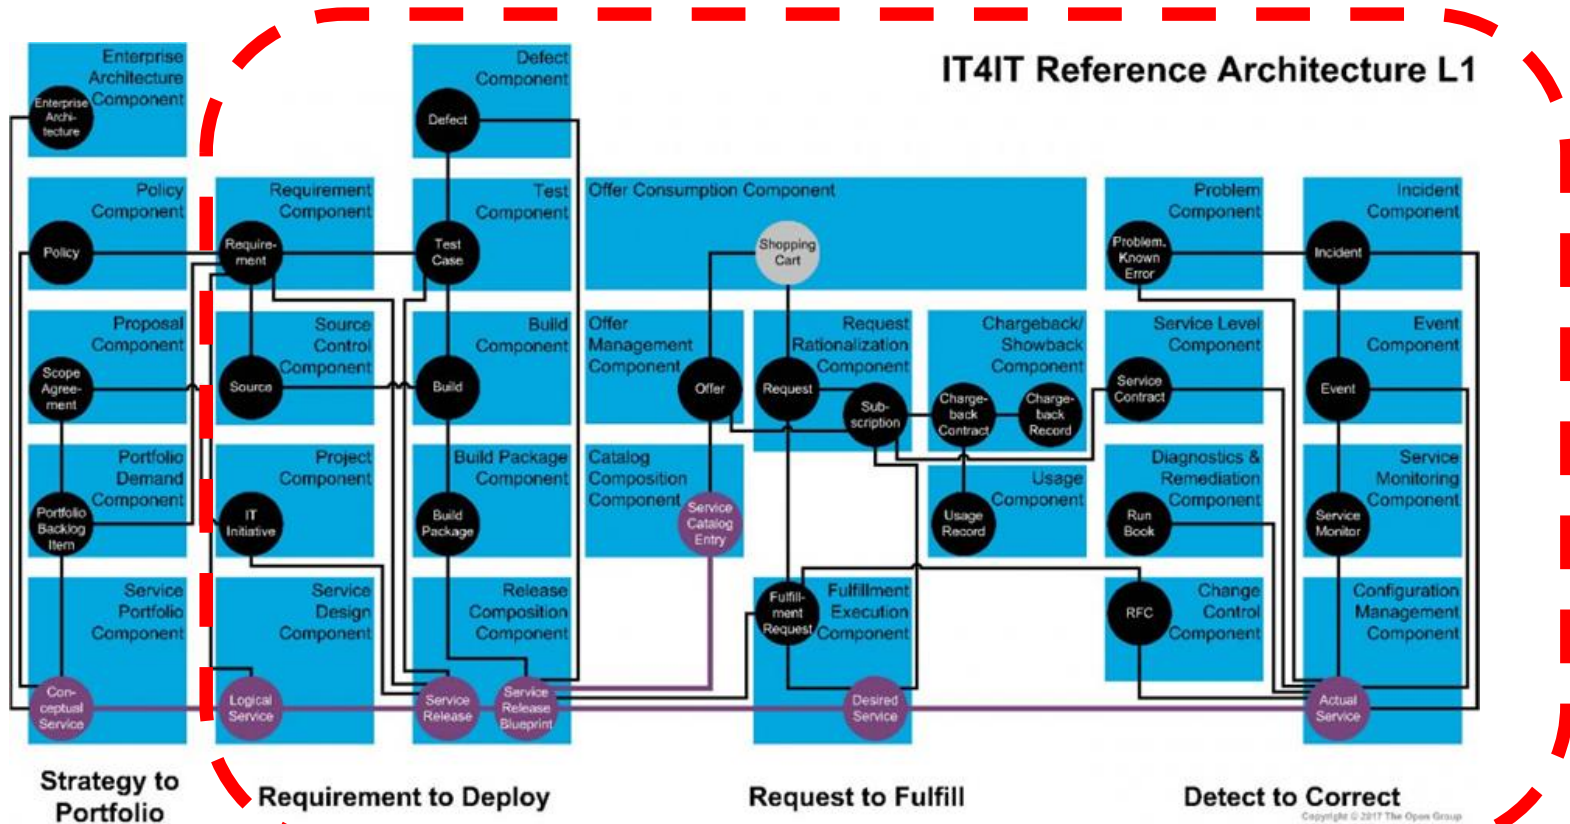 IT4IT Reference Architecture L1
Enterprise
Architecture
Component
Enterprise
Archi-
tecture
Policy
Component
Policy
Proposal
Component
Scope
Agree-
ment
Portfolio
Demand
Component
Portfolio
Backlog
Item
Service
Portfolio
Component
Con-
ceptual
Service
Strategy to
Portfolio
Requirement
Component
Require-
ment
Source
Control
Component
Source
Project
Component
IT
Initiative
Service
Design
Component
Logical
Service
Defect
Component
Defect
Test
Component
Test
Case
Build
Component
Build
Build Package
Component
Build
Package
Release
Composition
Component
Service
Release
Service
Release
Blueprint
Requirement to Deploy
Offer Consumption Component
Shopping
Cart
Offer
Management
Component
Offer
Request
Rationalization
Component
Request
Sub-
scription
Chargeback/
Showback
Component
Charge-
back
Contract
Charge-
back
Record
Catalog
Composition
Component
Service
Catalog
Entry
Usage
Component
Usage
Record
Fulfillment
Execution
Component
Fulfill-
ment
Request
Desired
Service
Request to Fulfill
Problem
Component
Problem,
Known
Error
Incident
Component
Incident
Service Level
Component
Service
Contract
Event
Component
Event
Diagnostics &
Remediation
Component
Run
Book
Service
Monitoring
Component
Service
Monitor
Change
Control
Component
RFC
Configuration
Management
Component
Actual
Service
Detect to Correct
Copyright © 2017 The Open Group